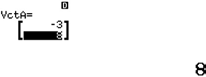 D
VctA=
[ -3 ]
[ 8 ]
8